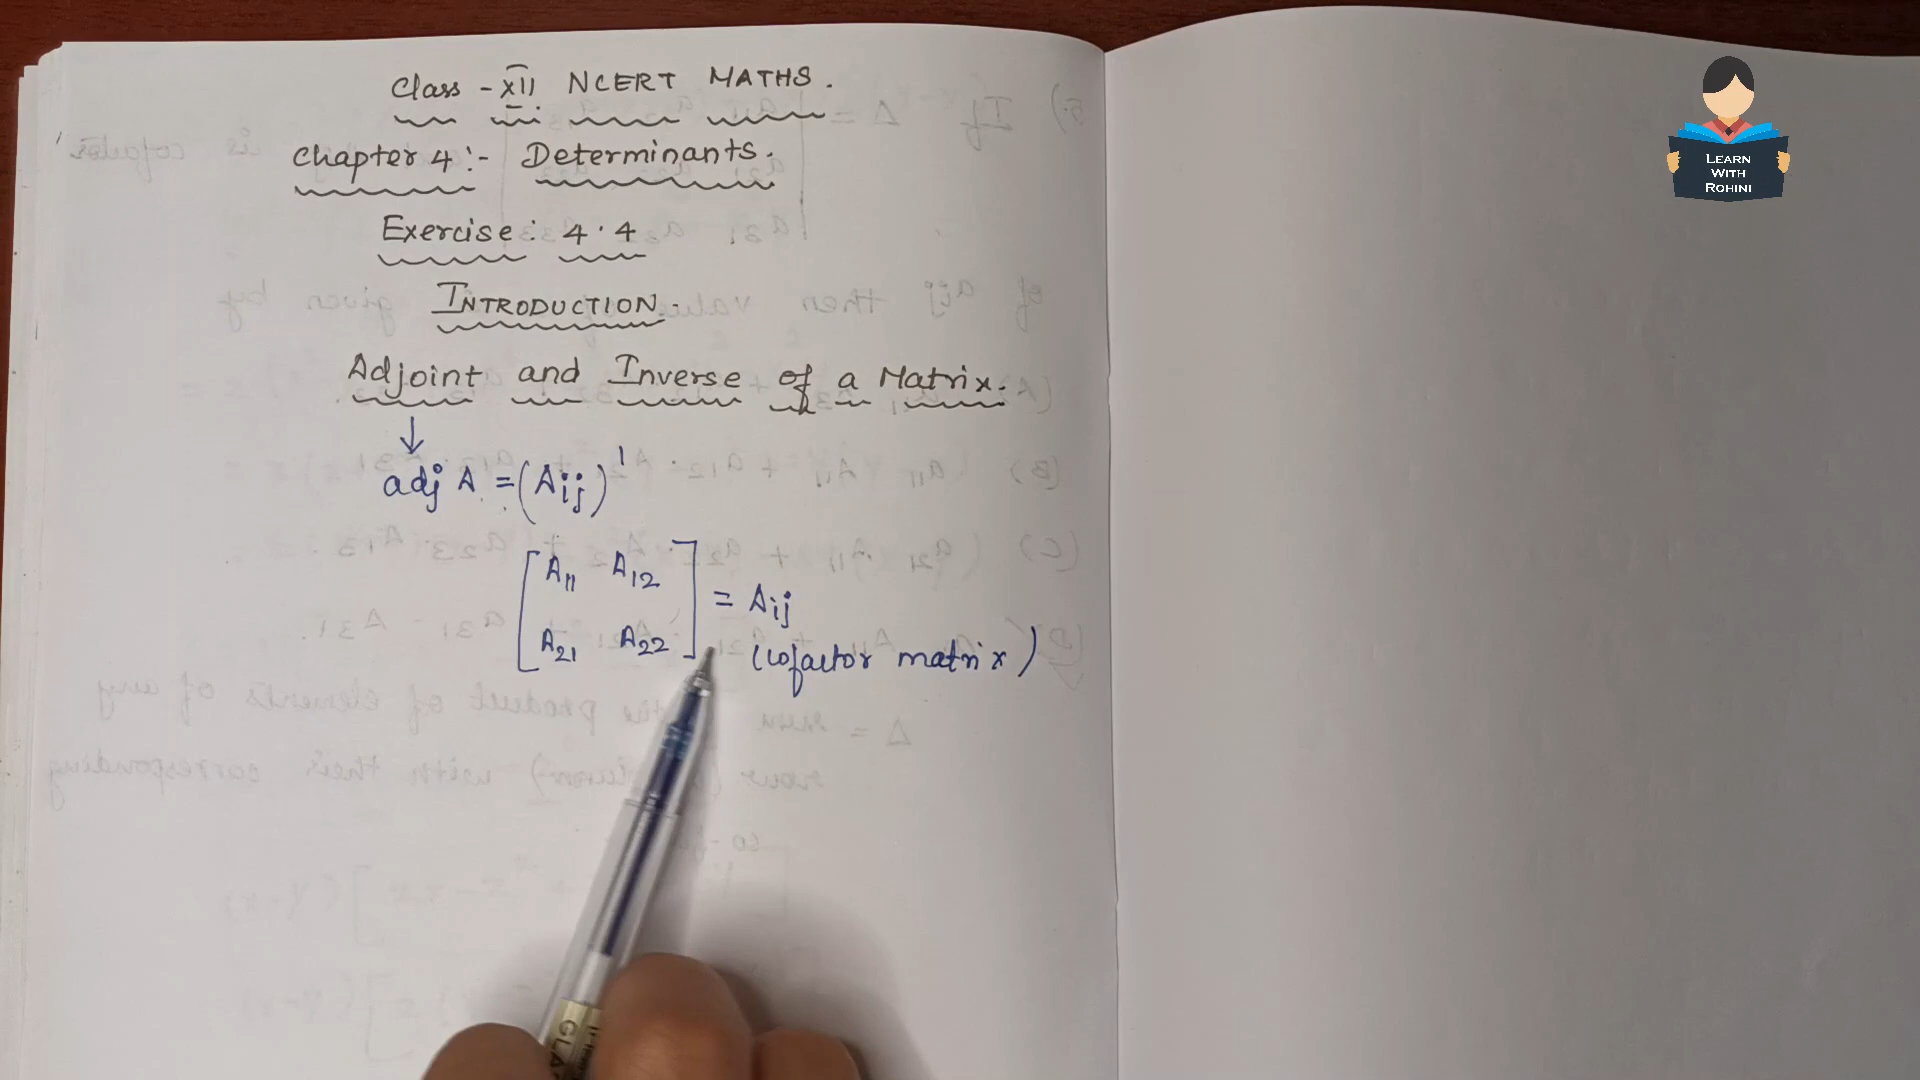 Class - XII NCERT MATHS.
Chapter 4:- Determinants.
Exercise: 4.4
INTRODUCTION.
Adjoint and Inverse of a Matrix.
↓
adj A = (Aij)'
[A11 A12
A21 A22] = Aij
(cofactor matrix)
LEARN
WITH
ROHINI